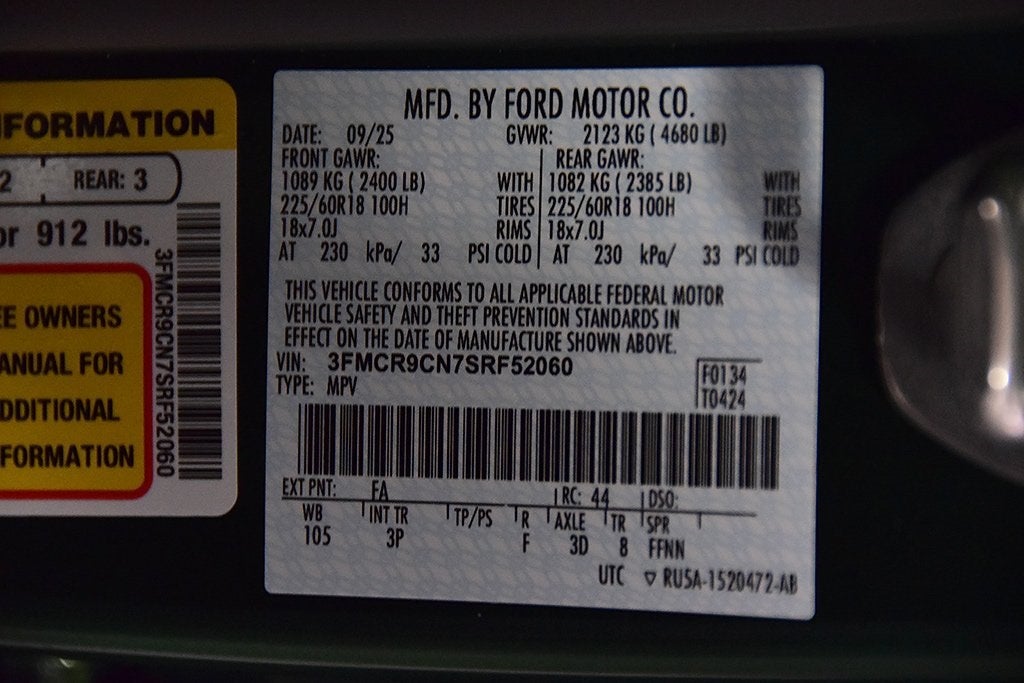 NFORMATION
2 REAR: 3
or 912 lbs.
3FMCR9CN7SRF52060
EE OWNERS
ANUAL FOR
DDITIONAL
FORMATION
MFD. BY FORD MOTOR CO.
DATE: 09/25 GVWR: 2123 KG ( 4680 LB)
FRONT GAWR: REAR GAWR:
1089 KG ( 2400 LB) WITH 1082 KG ( 2385 LB) WITH
225/60R18 100H TIRES 225/60R18 100H TIRES
18x7.0J RIMS 18x7.0J RIMS
AT 230 kPa/ 33 PSI COLD AT 230 kPa/ 33 PSI COLD
THIS VEHICLE CONFORMS TO ALL APPLICABLE FEDERAL MOTOR
VEHICLE SAFETY AND THEFT PREVENTION STANDARDS IN
EFFECT ON THE DATE OF MANUFACTURE SHOWN ABOVE.
VIN: 3FMCR9CN7SRF52060
TYPE: MPV
F0134
T0424
EXT PNT: FA RC: 44 DSO:
WB INT TR TP/PS R AXLE TR SPR
105 3P F 3D 8 FFNN
UTC ▽ RU5A-1520472-AB